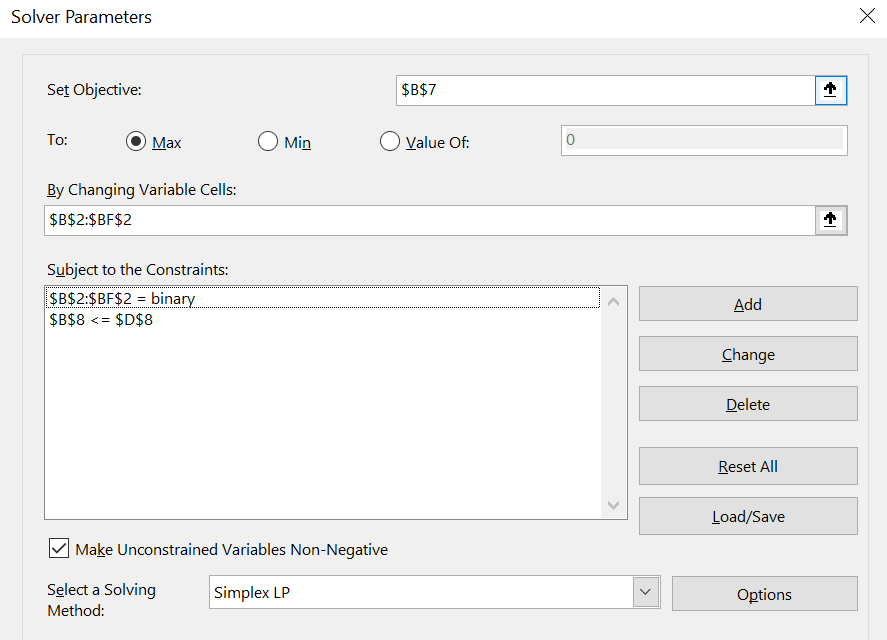 Solver Parameters
Set Objective: $B$7
To: Max Min Value Of: 0
By Changing Variable Cells:
$B$2:$BF$2
Subject to the Constraints:
$B$2:$BF$2 = binary
$B$8 <= $D$8
Add
Change
Delete
Reset All
Load/Save
Make Unconstrained Variables Non-Negative
Select a Solving
Method:
Simplex LP
Options